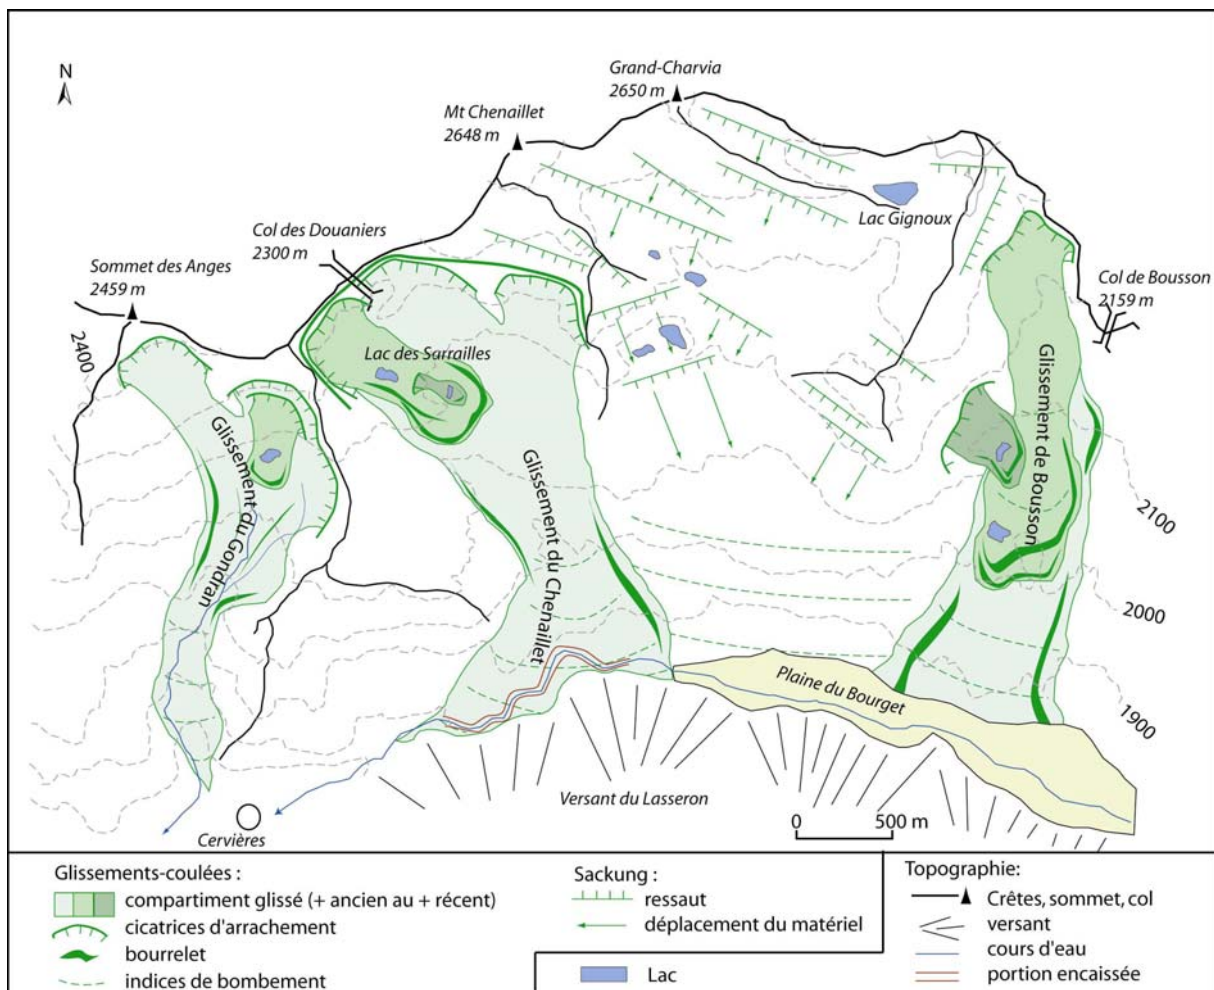 N
Grand-Charvia
2650 m
Mt Chenaillet
2648 m
Lac Gignoux
Col des Douaniers
2300 m
Sommet des Anges
2459 m
Col de Bousson
2159 m
2400
Lac des Sarrailles
Glissement du Gondran
Glissement du Chenaillet
Glissement de Bousson
2100
2000
1900
Plaine du Bourget
Versant du Lasseron
0 500 m
Cervières
Glissements-coulées :
compartiment glissé (+ ancien au + récent)
cicatrices d'arrachement
bourrelet
indices de bombement
Sackung :
ressaut
déplacement du matériel
Lac
Topographie:
Crêtes, sommet, col
versant
cours d'eau
portion encaissée